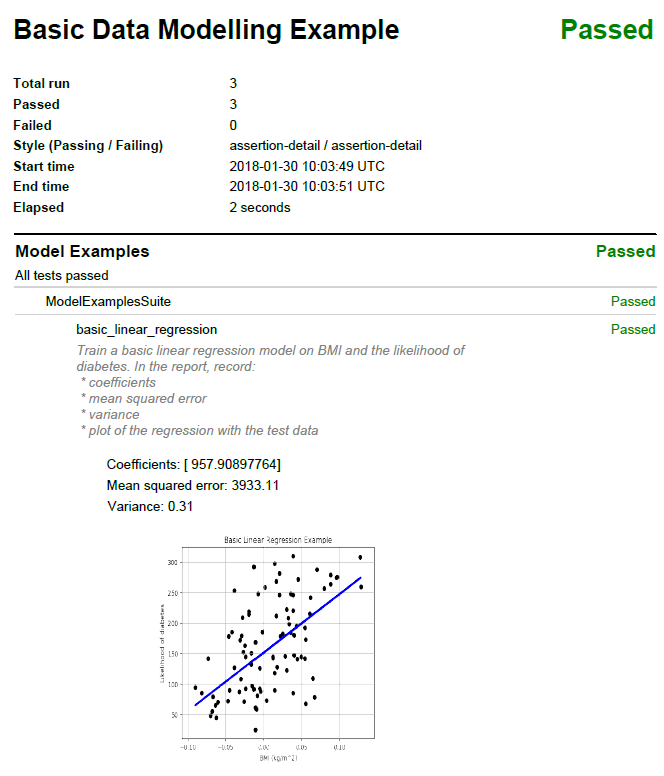 Basic Data Modelling Example Passed
Total run 3
Passed 3
Failed 0
Style (Passing / Failing) assertion-detail / assertion-detail
Start time 2018-01-30 10:03:49 UTC
End time 2018-01-30 10:03:51 UTC
Elapsed 2 seconds
Model Examples Passed
All tests passed
ModelExamplesSuite Passed
basic_linear_regression Passed
Train a basic linear regression model on BMI and the likelihood of
diabetes. In the report, record:
* coefficients
* mean squared error
* variance
* plot of the regression with the test data
Coefficients: [ 957.90897764]
Mean squared error: 3933.11
Variance: 0.31
Basic Linear Regression Example
Likelihood of diabetes
300
250
200
150
100
50
-0.10 -0.05 0.00 0.05 0.10
BMI (kg/m^2)